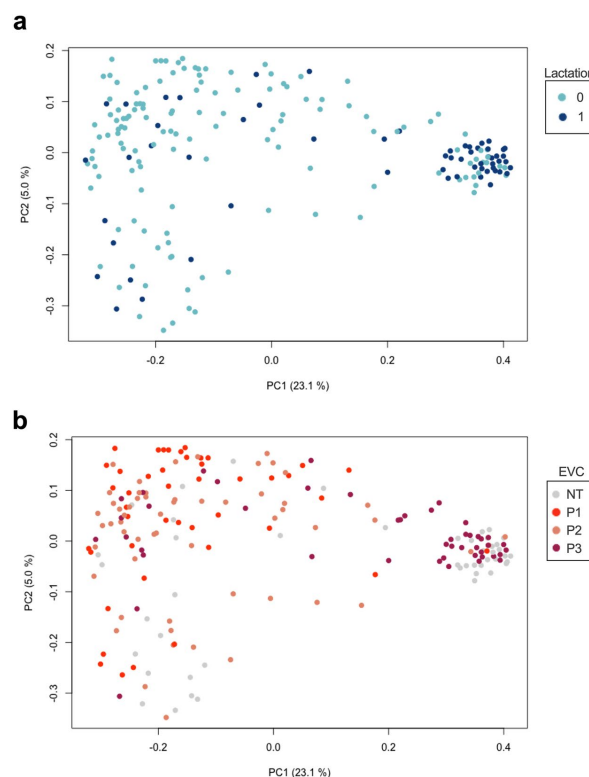 a
Lactation
0
1
0.2
0.1
0.0
-0.1
-0.2
-0.3
PC2 (5.0 %)
-0.2
0.0
0.2
0.4
PC1 (23.1 %)
b
EVC
NT
P1
P2
P3
0.2
0.1
0.0
-0.1
-0.2
-0.3
PC2 (5.0 %)
-0.2
0.0
0.2
0.4
PC1 (23.1 %)